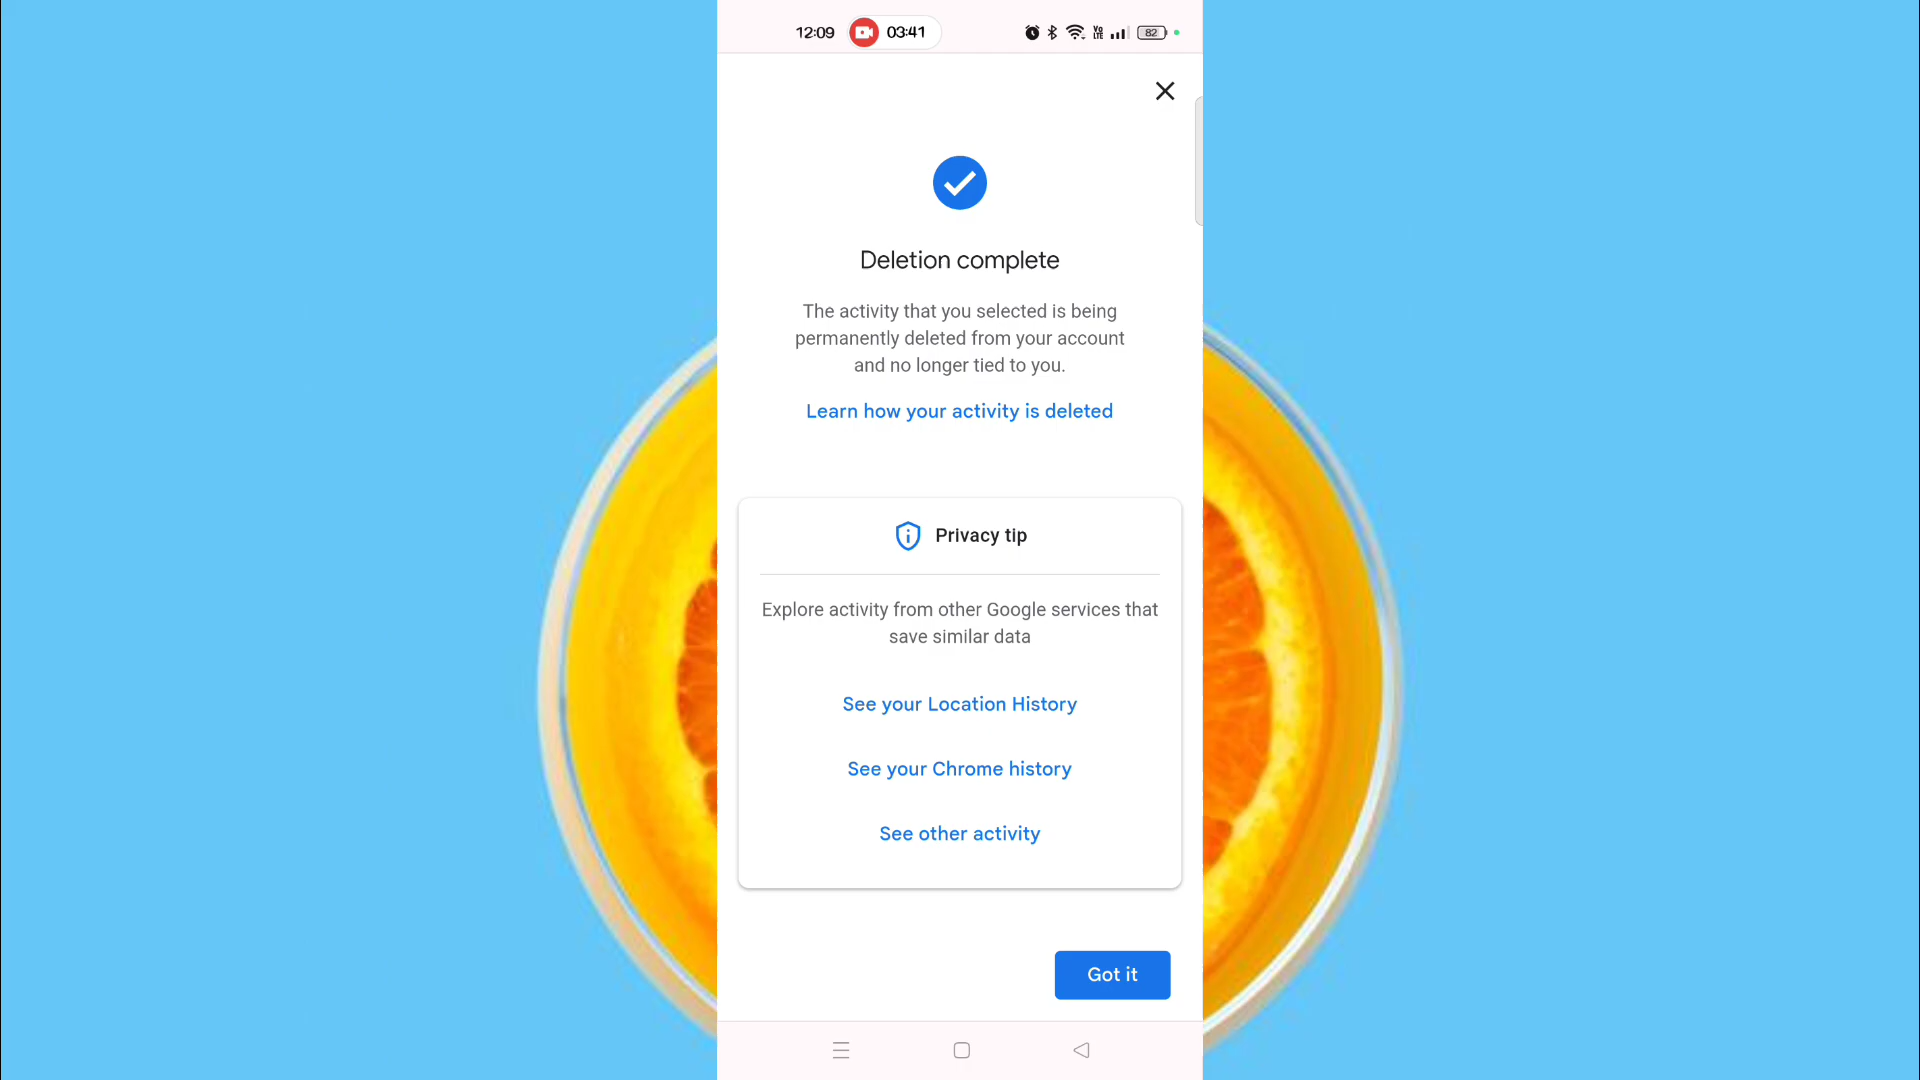 12:09 03:41 VO LTE 82
Deletion complete
The activity that you selected is being
permanently deleted from your account
and no longer tied to you.
Learn how your activity is deleted
Privacy tip
Explore activity from other Google services that
save similar data
See your Location History
See your Chrome history
See other activity
Got it